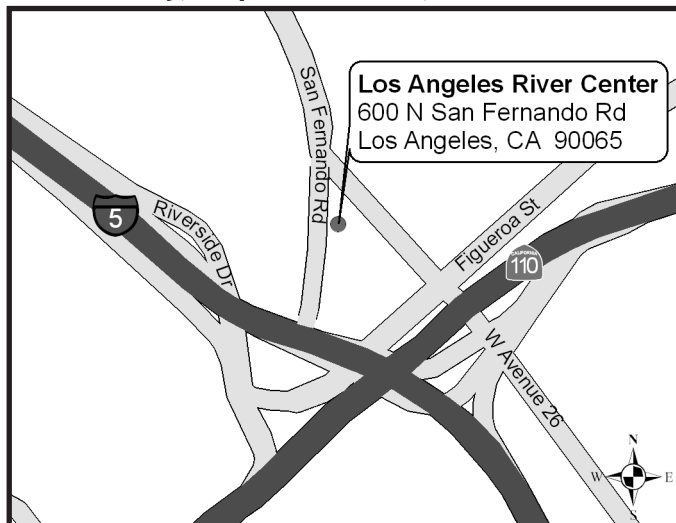 Los Angeles River Center
600 N San Fernando Rd
Los Angeles, CA 90065
San Fernando Rd
5
Riverside Dr
Figueroa St
CALIFORNIA
110
W Avenue 26
N
W
E
S